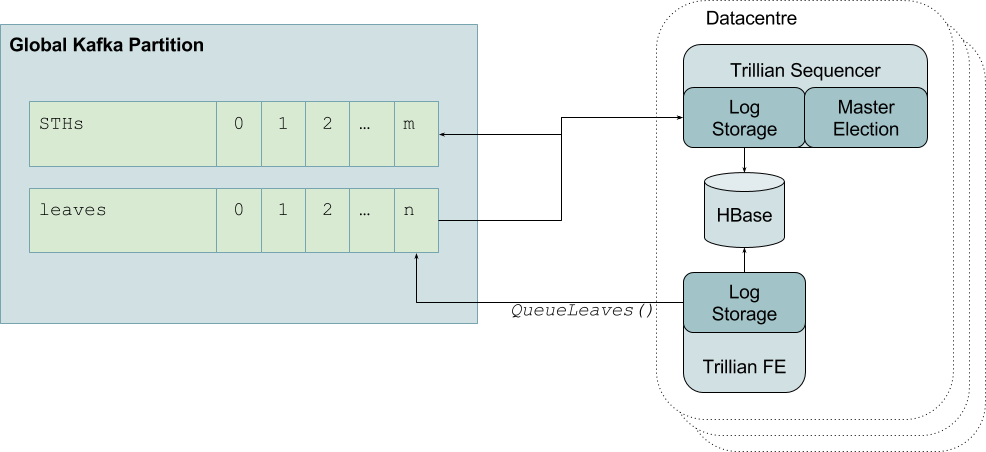 Datacentre
Global Kafka Partition
STHs 0 1 2 … m
leaves 0 1 2 … n
QueueLeaves()
Trillian Sequencer
Log
Storage
Master
Election
HBase
Log
Storage
Trillian FE